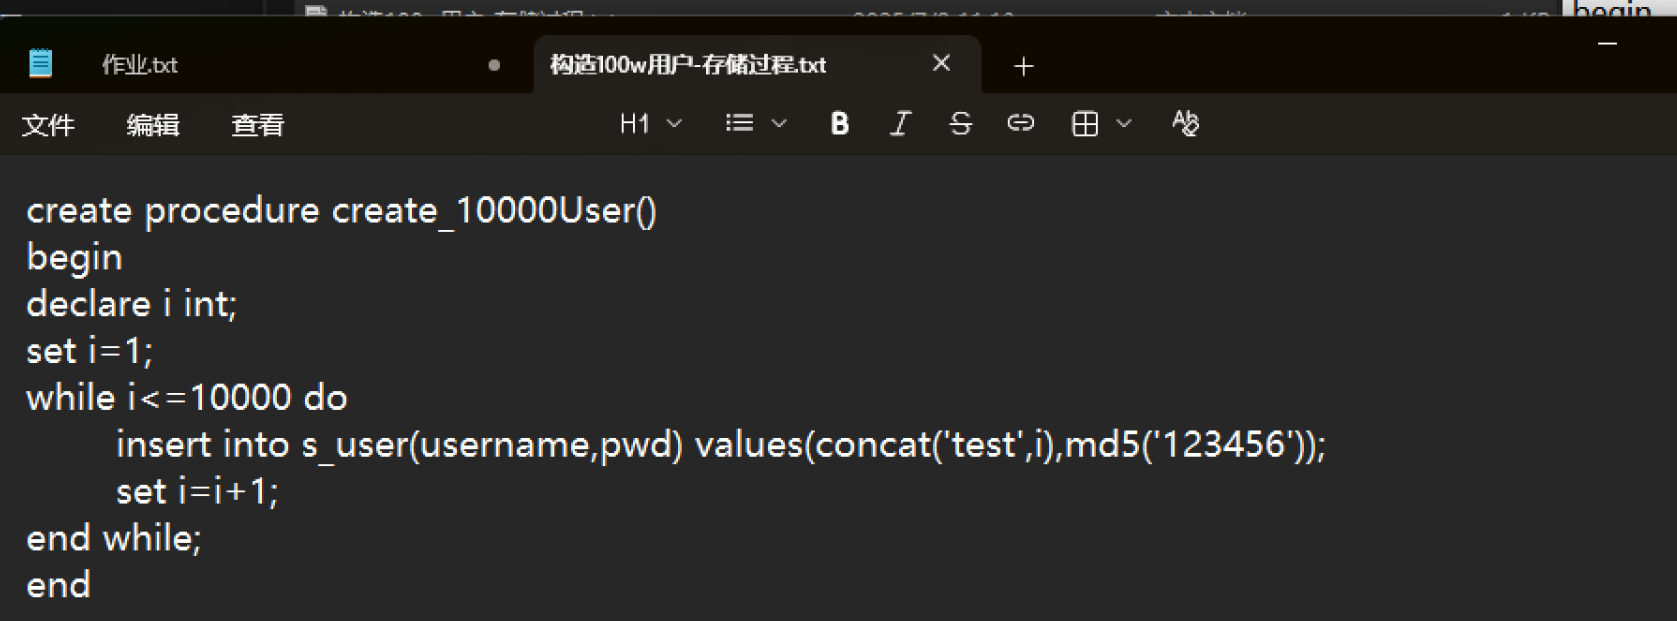 begin
作业.txt
构造100w用户-存储过程.txt
文件 编辑 查看
H1
create procedure create_10000User()
begin
declare i int;
set i=1;
while i<=10000 do
insert into s_user(username,pwd) values(concat('test',i),md5('123456'));
set i=i+1;
end while;
end